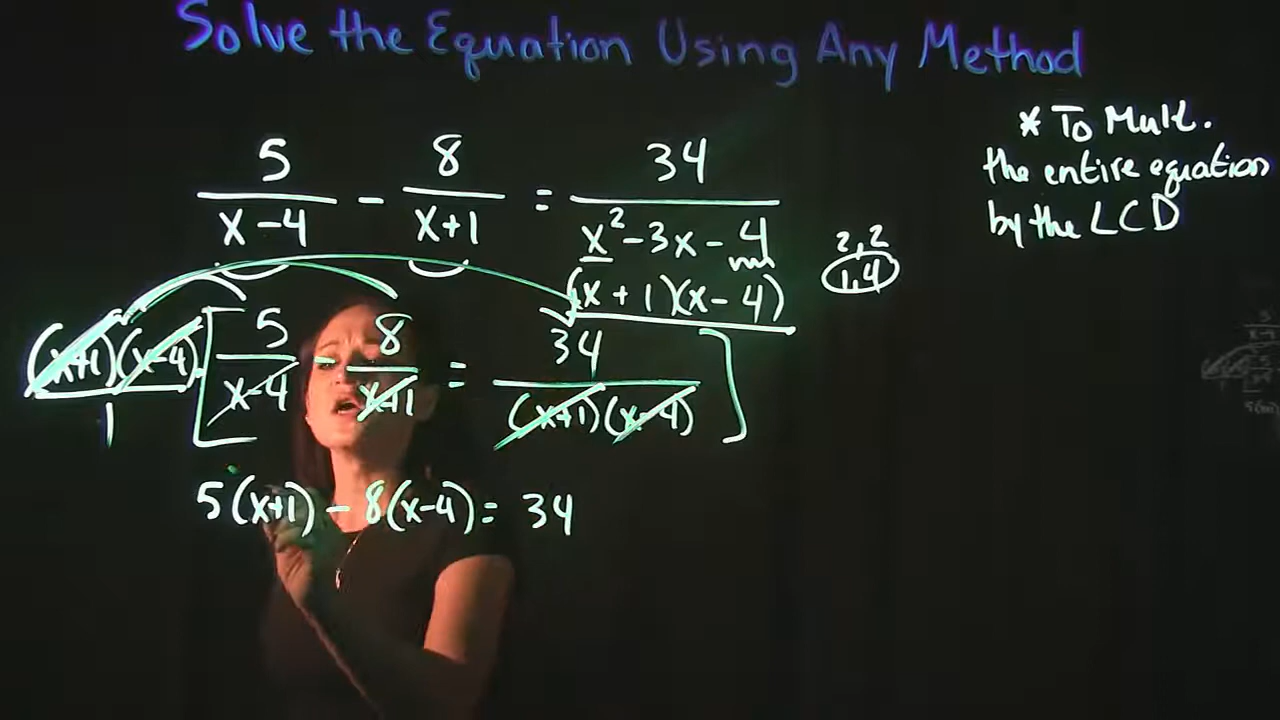 Solve the Equation Using Any Method
* To Mult.
the entire equation
by the LCD
5/(x-4) - 8/(x+1) = 34/(x²-3x-4)
2,2
1,4
(x+1)(x-4)
(x+1)(x-4)/1 · [5/(x-4) - 8/(x+1) = 34/((x+1)(x-4))]
5(x+1) - 8(x-4) = 34